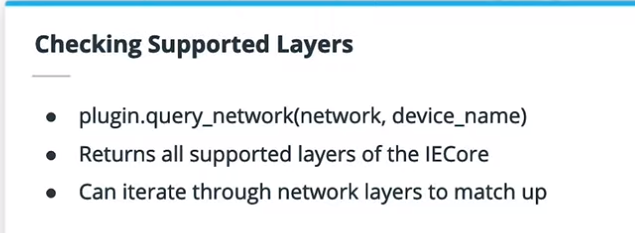 Checking Supported Layers
• plugin.query_network(network, device_name)
• Returns all supported layers of the IECore
• Can iterate through network layers to match up